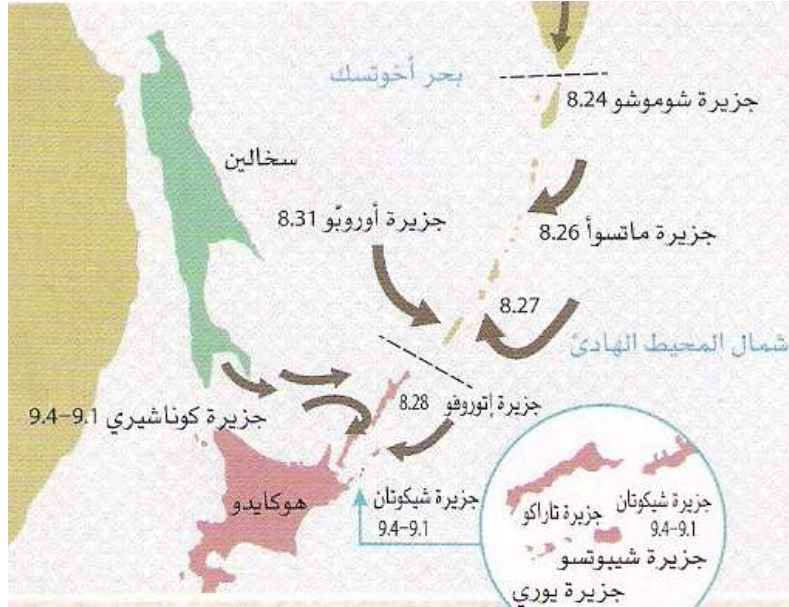 بحر أخوتسك
جزيرة شوموشو 8.24
سخالين
جزيرة أوروبّو 8.31
جزيرة ماتسوأ 8.26
8.27
شمال المحيط الهادئ
جزيرة إتوروفو 8.28
جزيرة كوناشيري 9.1–9.4
هوكايدو
جزيرة شيكوتان
9.1–9.4
جزيرة شيكوتان
9.1–9.4
جزيرة تاراكو
جزيرة شيبوتسو
جزيرة يوري